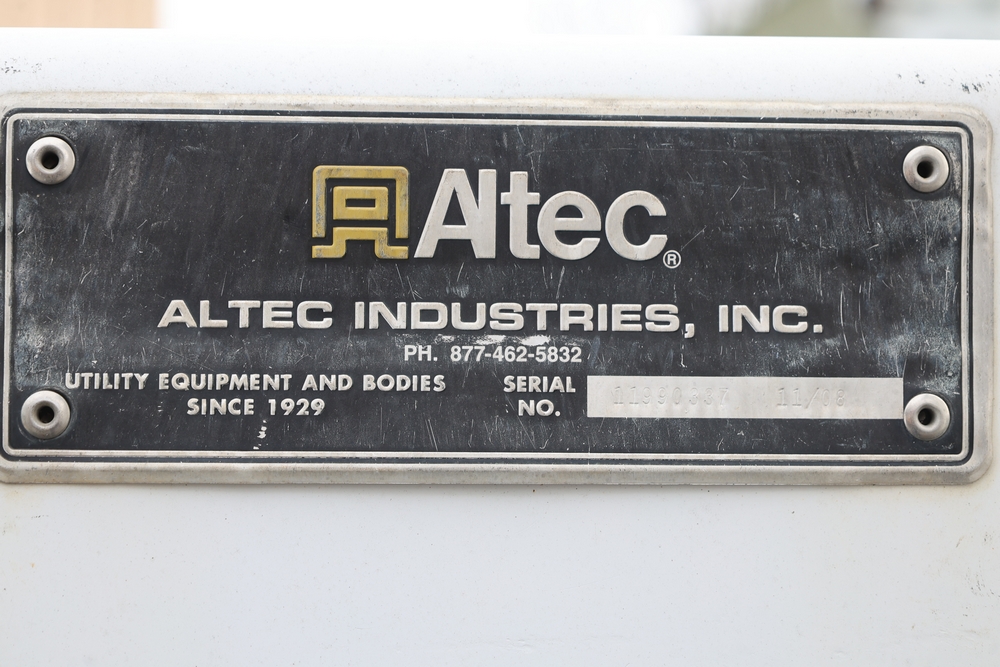 Altec®
ALTEC INDUSTRIES, INC.
PH. 877-462-5832
UTILITY EQUIPMENT AND BODIES
SINCE 1929
SERIAL
NO.